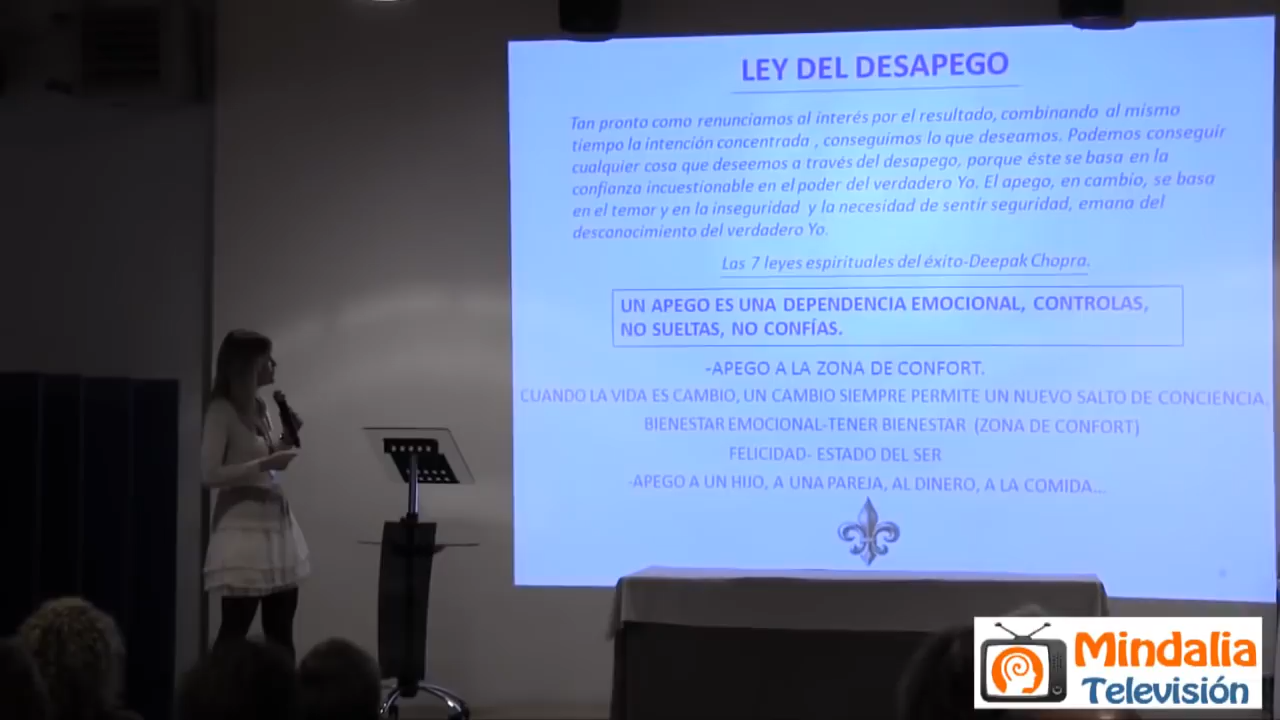 LEY DEL DESAPEGO
Tan pronto como renunciamos al interés por el resultado, combinando al mismo
tiempo la intención concentrada , conseguimos lo que deseamos. Podemos conseguir
cualquier cosa que deseemos a través del desapego, porque éste se basa en la
confianza incuestionable en el poder del verdadero Yo. El apego, en cambio, se basa
en el temor y en la inseguridad y la necesidad de sentir seguridad, emana del
desconocimiento del verdadero Yo.
Las 7 leyes espirituales del éxito-Deepak Chopra.
UN APEGO ES UNA DEPENDENCIA EMOCIONAL, CONTROLAS,
NO SUELTAS, NO CONFÍAS.
-APEGO A LA ZONA DE CONFORT.
CUANDO LA VIDA ES CAMBIO, UN CAMBIO SIEMPRE PERMITE UN NUEVO SALTO DE CONCIENCIA.
BIENESTAR EMOCIONAL-TENER BIENESTAR (ZONA DE CONFORT)
FELICIDAD- ESTADO DEL SER
-APEGO A UN HIJO, A UNA PAREJA, AL DINERO, A LA COMIDA...
Mindalia
Televisión